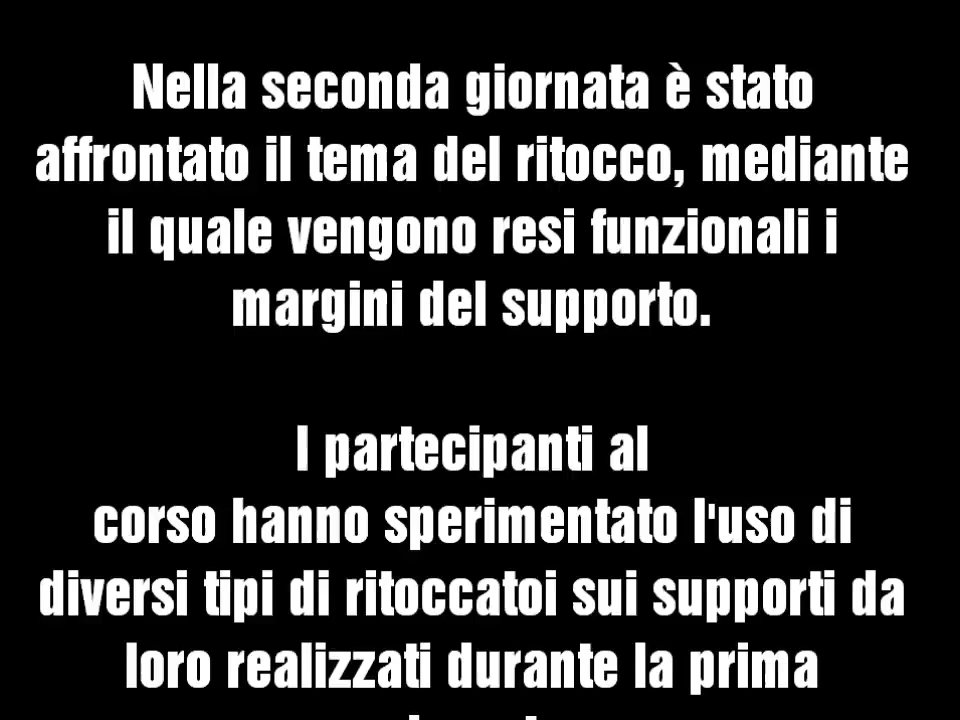 Nella seconda giornata è stato
affrontato il tema del ritocco, mediante
il quale vengono resi funzionali i
margini del supporto.
I partecipanti al
corso hanno sperimentato l'uso di
diversi tipi di ritoccatoi sui supporti da
loro realizzati durante la prima